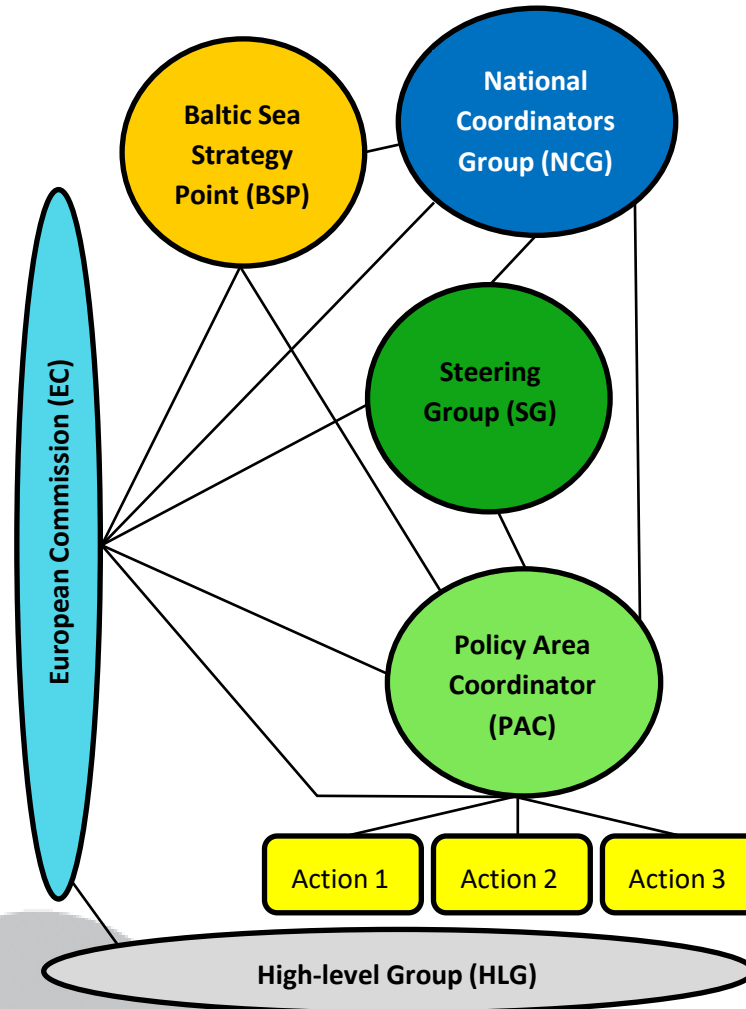 Baltic Sea
Strategy
Point (BSP)
National
Coordinators
Group (NCG)
European Commission (EC)
Steering
Group (SG)
Policy Area
Coordinator
(PAC)
Action 1
Action 2
Action 3
High-level Group (HLG)